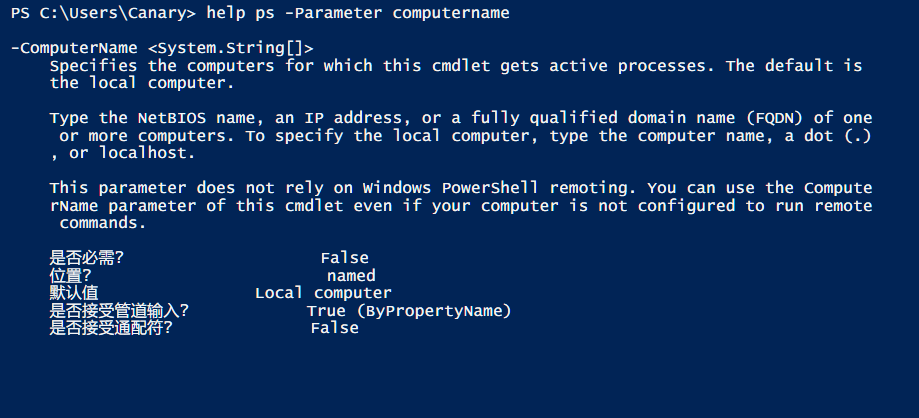 PS C:\Users\Canary> help ps -Parameter computername
-ComputerName <System.String[]>
Specifies the computers for which this cmdlet gets active processes. The default is
the local computer.
Type the NetBIOS name, an IP address, or a fully qualified domain name (FQDN) of one
or more computers. To specify the local computer, type the computer name, a dot (.)
, or localhost.
This parameter does not rely on Windows PowerShell remoting. You can use the Compute
rName parameter of this cmdlet even if your computer is not configured to run remote
commands.
是否必需? False
位置? named
默认值 Local computer
是否接受管道输入? True (ByPropertyName)
是否接受通配符? False